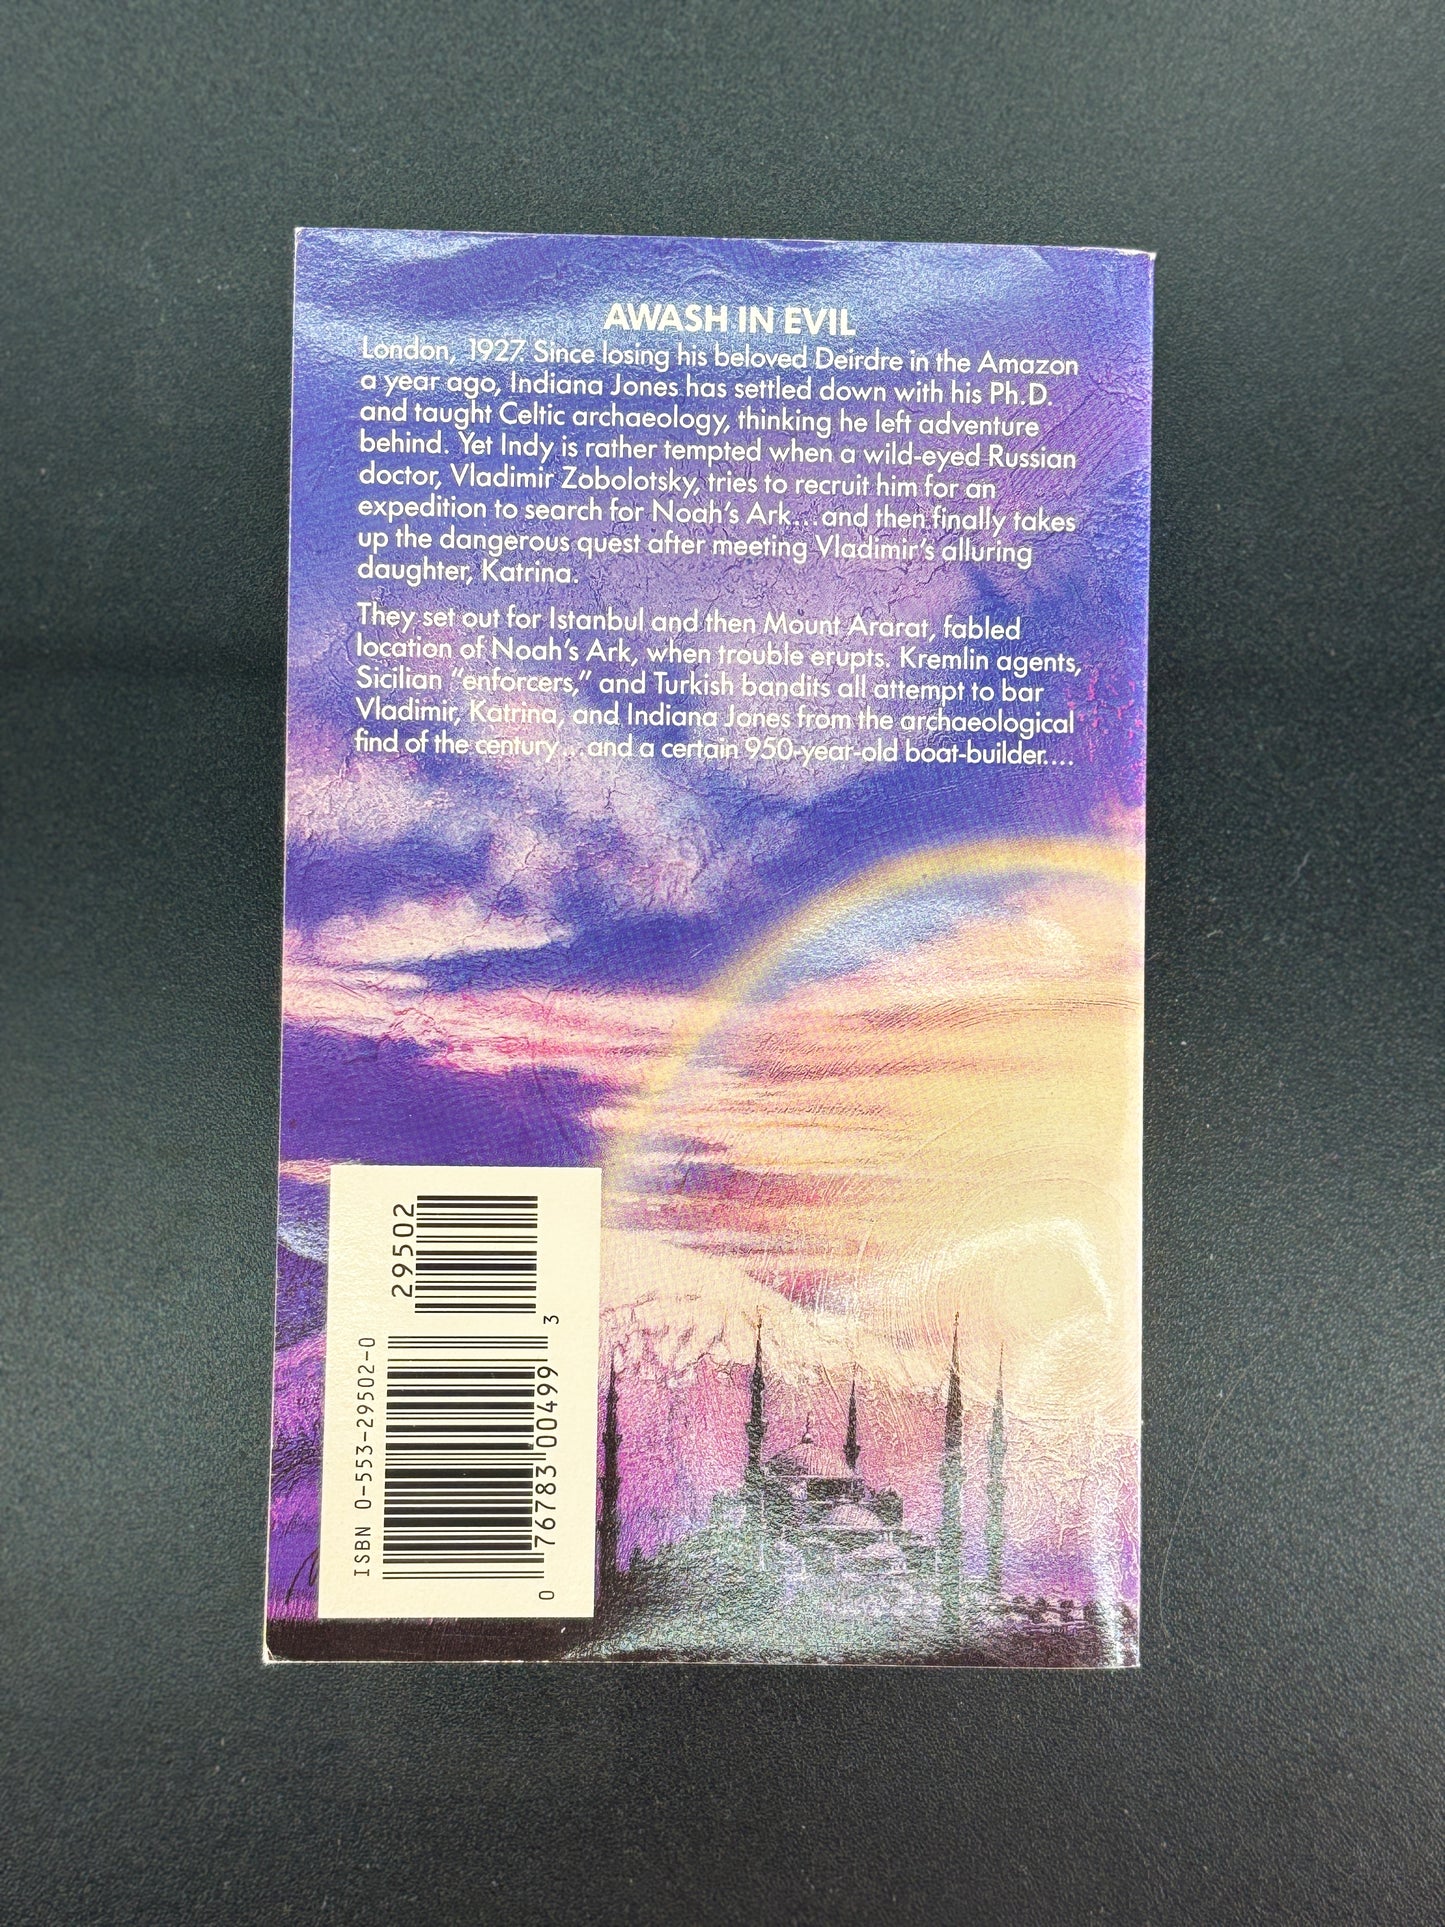 AWASH IN EVIL
London, 1927. Since losing his beloved Deirdre in the Amazon
a year ago, Indiana Jones has settled down with his Ph.D.
and taught Celtic archaeology, thinking he left adventure
behind. Yet Indy is rather tempted when a wild-eyed Russian
doctor, Vladimir Zobolotsky, tries to recruit him for an
expedition to search for Noah's Ark...and then finally takes
up the dangerous quest after meeting Vladimir's alluring
daughter, Katrina.
They set out for Istanbul and then Mount Ararat, fabled
location of Noah's Ark, when trouble erupts. Kremlin agents,
Sicilian "enforcers," and Turkish bandits all attempt to bar
Vladimir, Katrina, and Indiana Jones from the archaeological
find of the century...and a certain 950-year-old boat-builder....
29502
ISBN 0-553-29502-0
0 76783 00499 3